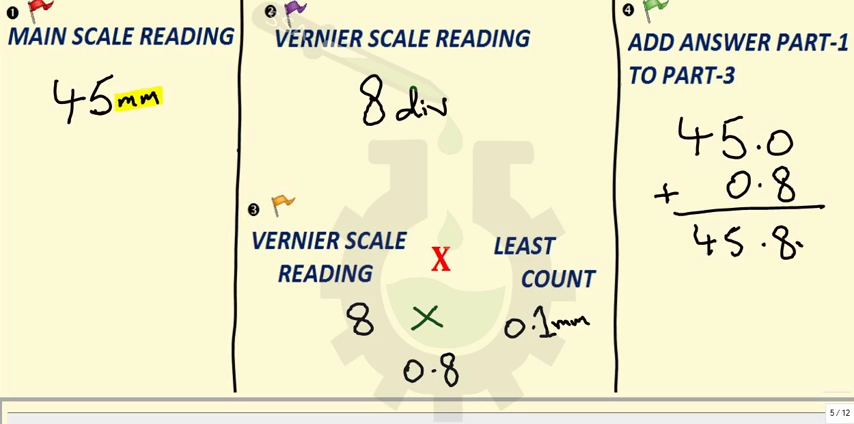 ❶
MAIN SCALE READING
45mm
❷
VERNIER SCALE READING
8 div
❸
VERNIER SCALE READING X LEAST COUNT
8 × 0.1mm
0.8
❹
ADD ANSWER PART-1
TO PART-3
45.0
+ 0.8
45.8.
5 / 12